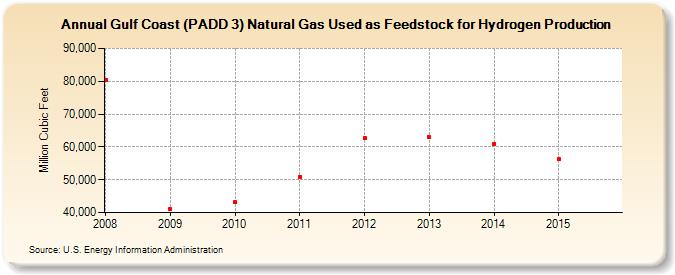 Annual Gulf Coast (PADD 3) Natural Gas Used as Feedstock for Hydrogen Production
Million Cubic Feet
90,000
80,000
70,000
60,000
50,000
40,000
2008 2009 2010 2011 2012 2013 2014 2015
Source: U.S. Energy Information Administration